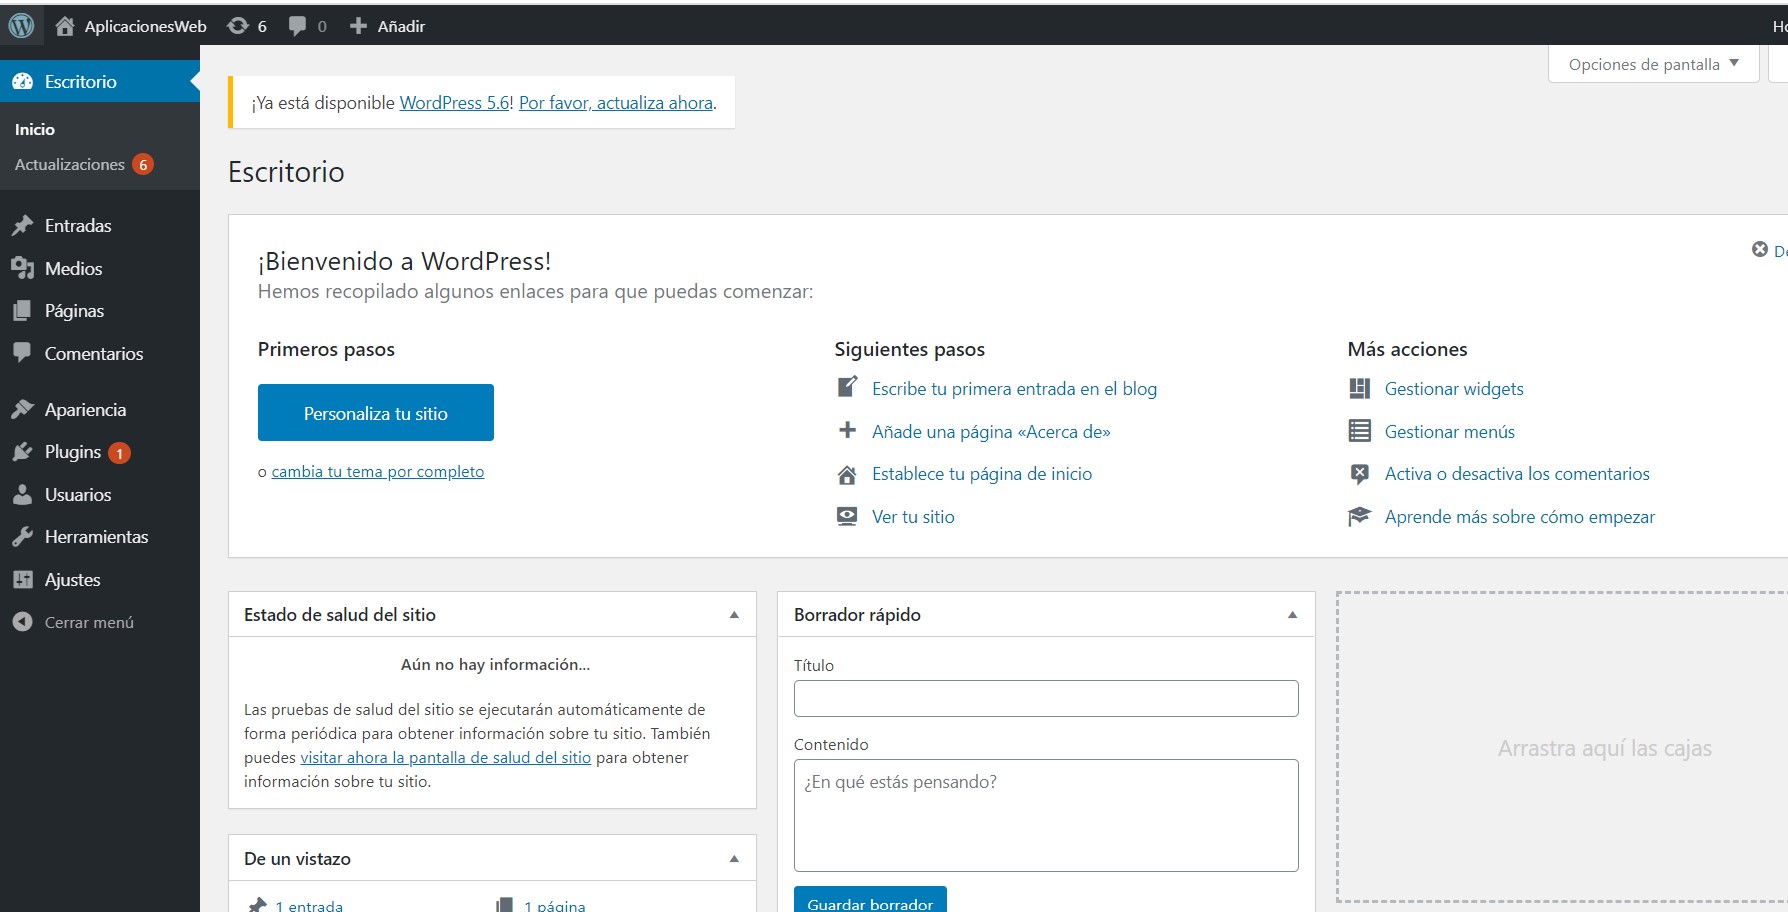 AplicacionesWeb 6 0 Añadir Ho
Escritorio
Inicio
Actualizaciones 6
Entradas
Medios
Páginas
Comentarios
Apariencia
Plugins 1
Usuarios
Herramientas
Ajustes
Cerrar menú
Opciones de pantalla
¡Ya está disponible WordPress 5.6! Por favor, actualiza ahora.
Escritorio
¡Bienvenido a WordPress!
De
Hemos recopilado algunos enlaces para que puedas comenzar:
Primeros pasos
Personaliza tu sitio
o cambia tu tema por completo
Siguientes pasos
Escribe tu primera entrada en el blog
Añade una página «Acerca de»
Establece tu página de inicio
Ver tu sitio
Más acciones
Gestionar widgets
Gestionar menús
Activa o desactiva los comentarios
Aprende más sobre cómo empezar
Estado de salud del sitio
Aún no hay información...
Las pruebas de salud del sitio se ejecutarán automáticamente de
forma periódica para obtener información sobre tu sitio. También
puedes visitar ahora la pantalla de salud del sitio para obtener
información sobre tu sitio.
De un vistazo
1 entrada
1 página
Borrador rápido
Título
Contenido
¿En qué estás pensando?
Guardar borrador
Arrastra aquí las cajas